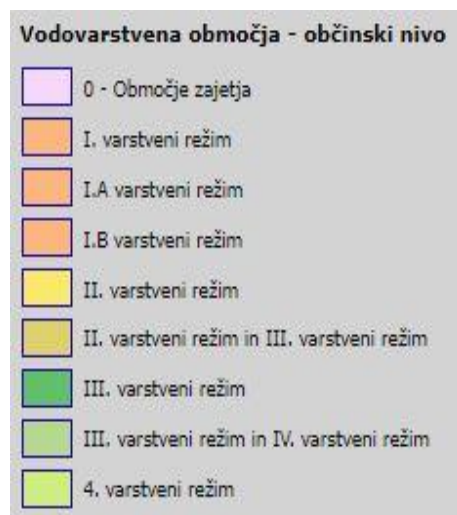 Vodovarstvena območja - občinski nivo
0 - Območje zajetja
I. varstveni režim
I.A varstveni režim
I.B varstveni režim
II. varstveni režim
II. varstveni režim in III. varstveni režim
III. varstveni režim
III. varstveni režim in IV. varstveni režim
4. varstveni režim